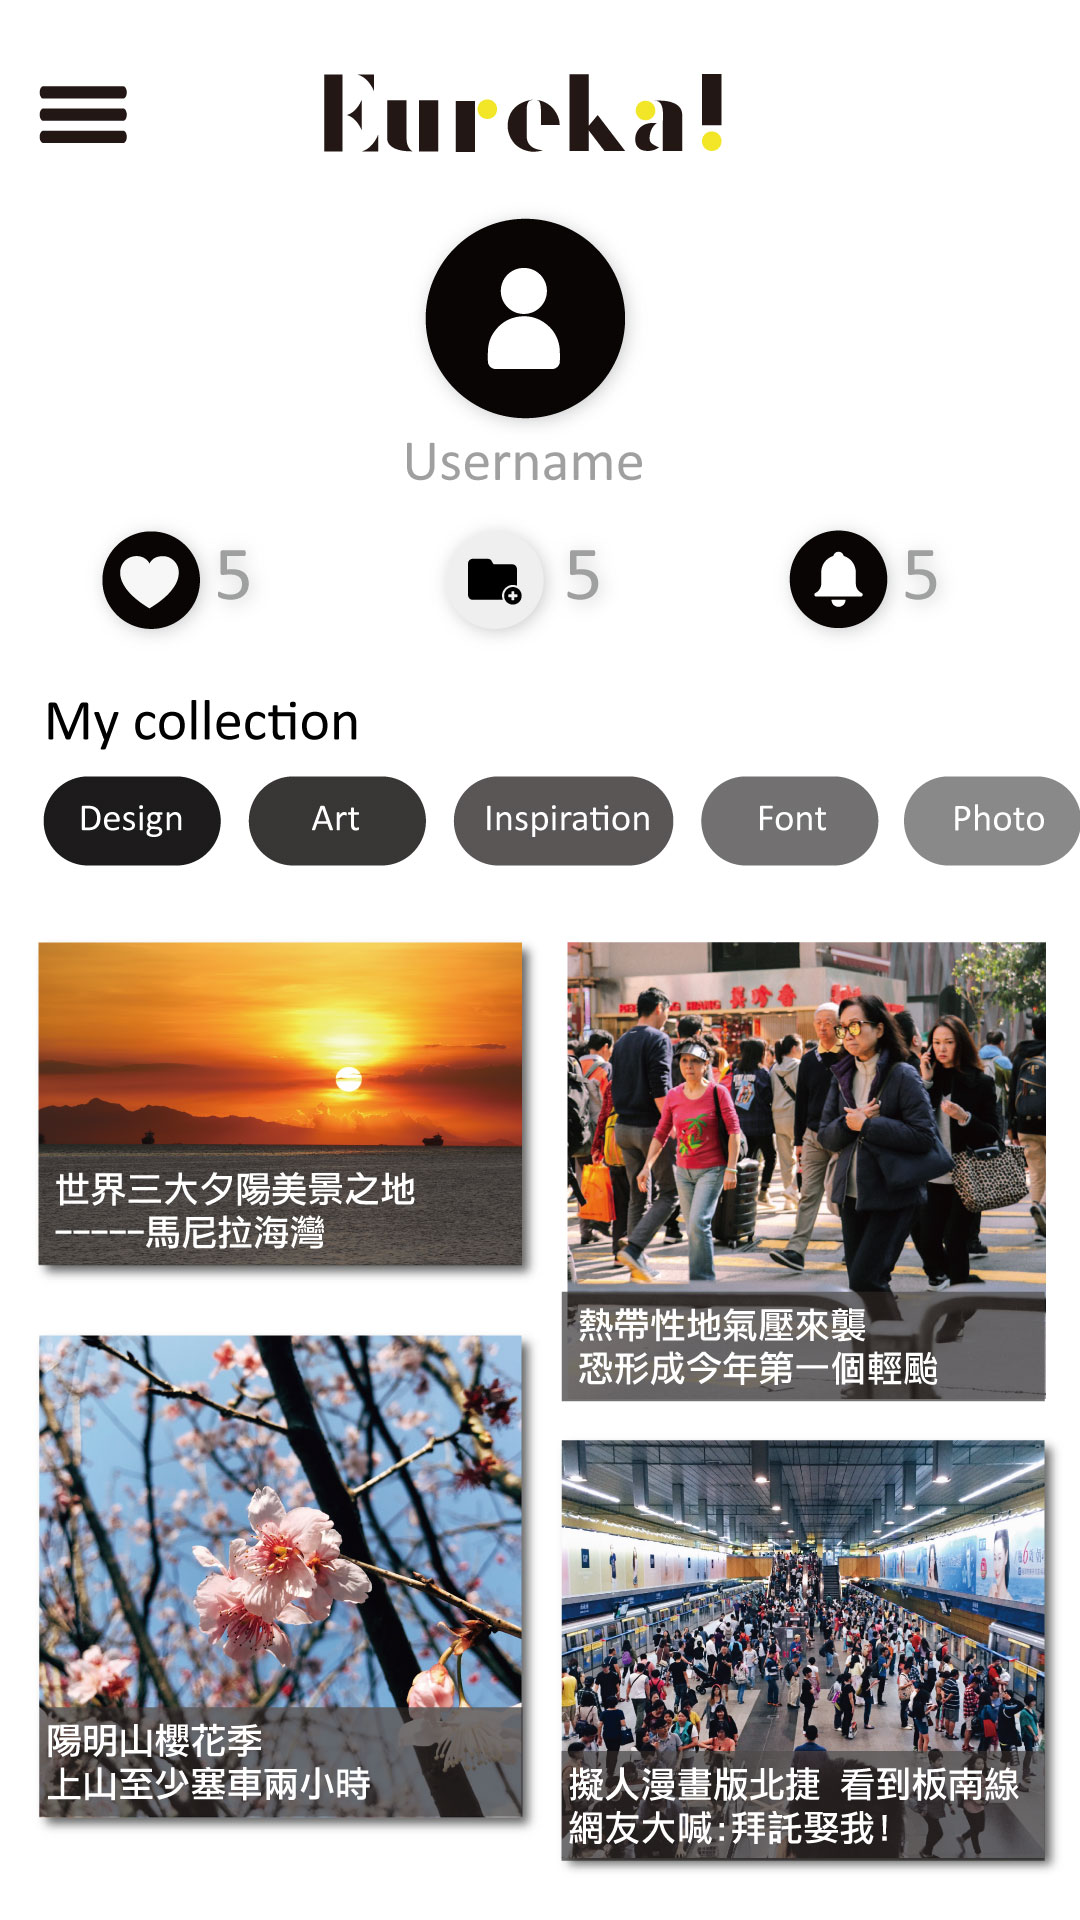 Eureka!
Username
5
5
5
My collection
Design
Art
Inspiration
Font
Photo
世界三大夕陽美景之地
-----馬尼拉海灣
熱帶性地氣壓來襲
恐形成今年第一個輕颱
陽明山櫻花季
上山至少塞車兩小時
擬人漫畫版北捷 看到板南線
網友大喊:拜託娶我!